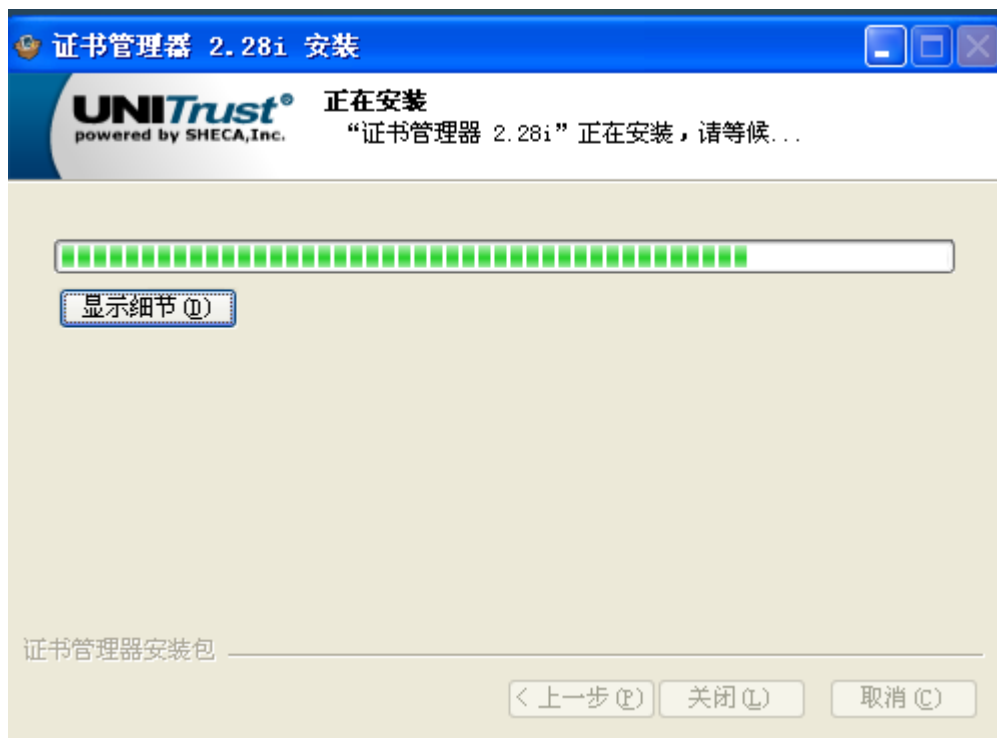 证书管理器 2.28i 安装
UNITrust®
powered by SHECA,Inc.
正在安装
“证书管理器 2.28i”正在安装，请等候...
显示细节(D)
证书管理器安装包
< 上一步(P)
关闭(L)
取消(C)